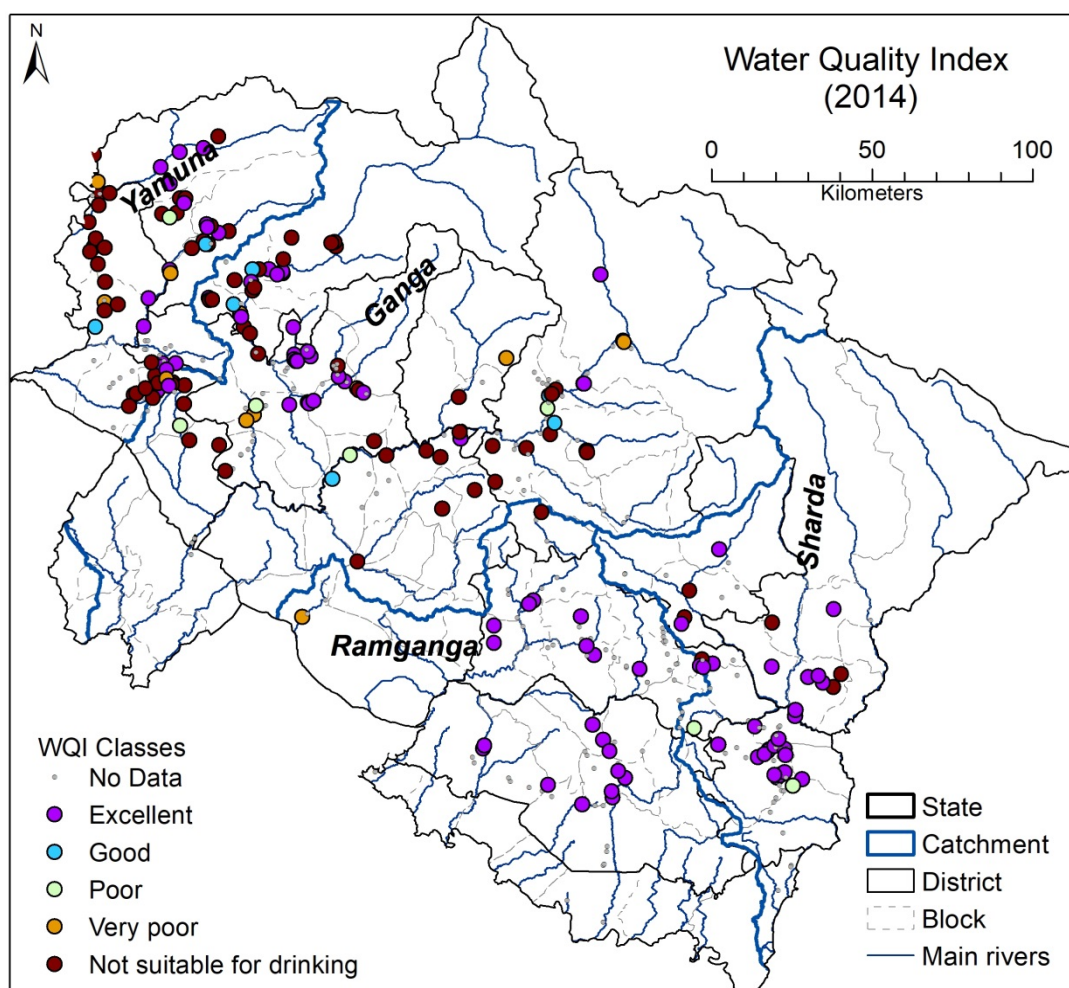 N
Water Quality Index
(2014)
0 50 100
Kilometers
Yamuna
Ganga
Sharda
Ramganga
WQI Classes
No Data
Excellent
Good
Poor
Very poor
Not suitable for drinking
State
Catchment
District
Block
Main rivers